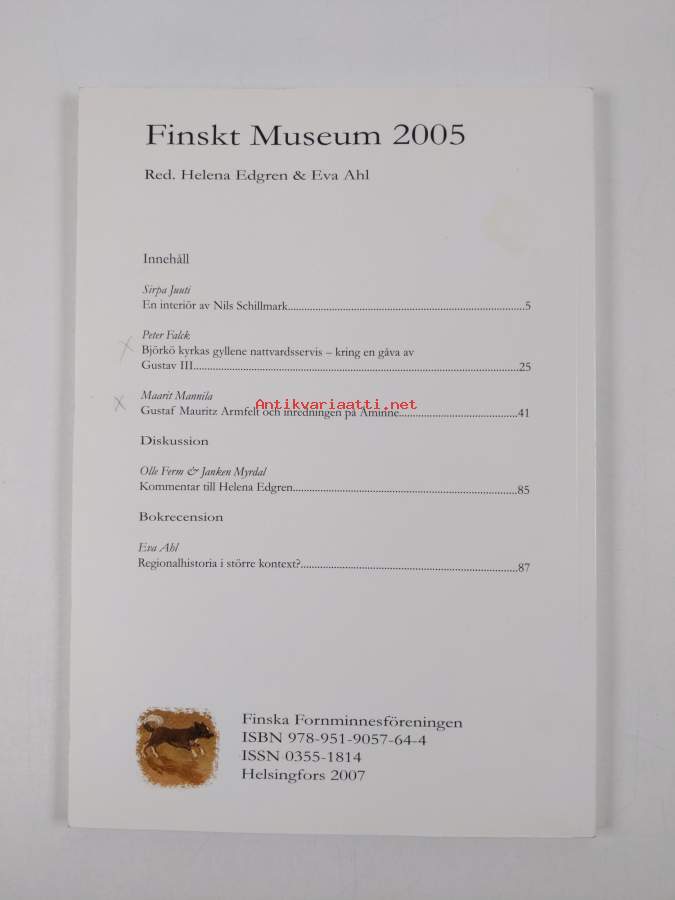 Finskt Museum 2005
Red. Helena Edgren & Eva Ahl
Innehåll
Sirpa Juuti
En interiör av Nils Schillmark....................................................................................5
Peter Falck
Björkö kyrkas gyllene nattvardsservis – kring en gåva av
Gustav III....................................................................................................25
Maarit Mannila
Gustaf Mauritz Armfelt och inredningen på Åminne....................................41
Antikvariaatti.net
Diskussion
Olle Ferm & Janken Myrdal
Kommentar till Helena Edgren.......................................................................85
Bokrecension
Eva Ahl
Regionalhistoria i större kontext?....................................................................87
Finska Fornminnesföreningen
ISBN 978-951-9057-64-4
ISSN 0355-1814
Helsingfors 2007